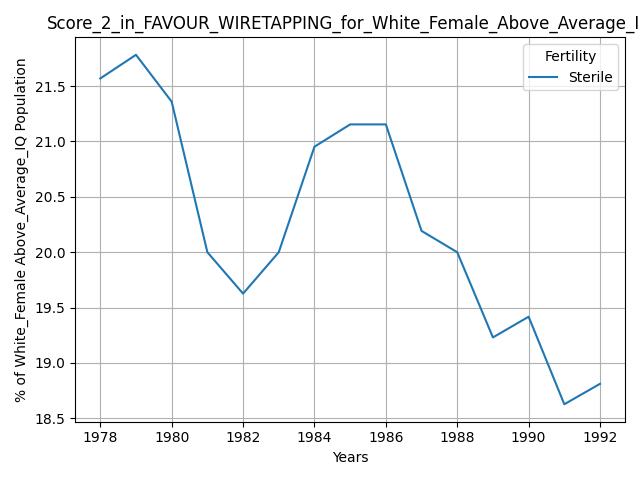 Score_2_in_FAVOUR_WIRETAPPING_for_White_Female_Above_Average_I
Fertility
Sterile
% of White_Female Above_Average_IQ Population
21.5
21.0
20.5
20.0
19.5
19.0
18.5
1978 1980 1982 1984 1986 1988 1990 1992
Years